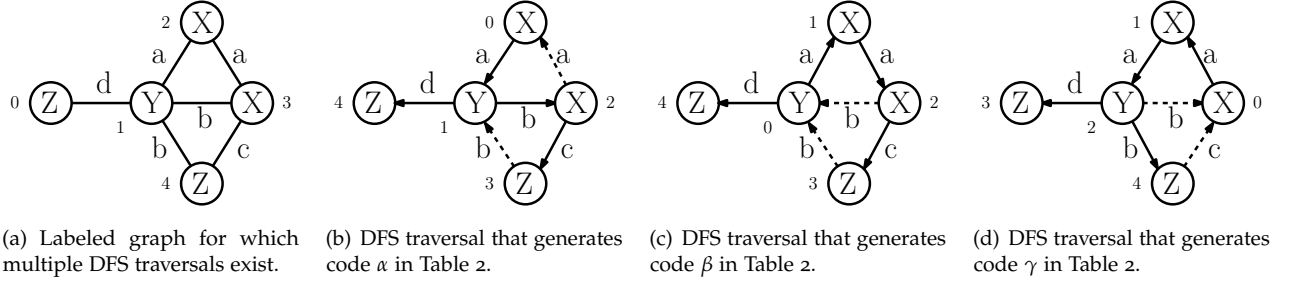 2 X
a a
d
0 Z Y X 3
b
1
b c
4 Z
(a) Labeled graph for which
multiple DFS traversals exist.
0 X
a a
d
4 Z Y X 2
b
1
b c
3 Z
(b) DFS traversal that generates
code α in Table 2.
1 X
a a
d
4 Z Y X 2
b
0
b c
3 Z
(c) DFS traversal that generates
code β in Table 2.
1 X
a a
d
3 Z Y X 0
b
2
b c
4 Z
(d) DFS traversal that generates
code γ in Table 2.